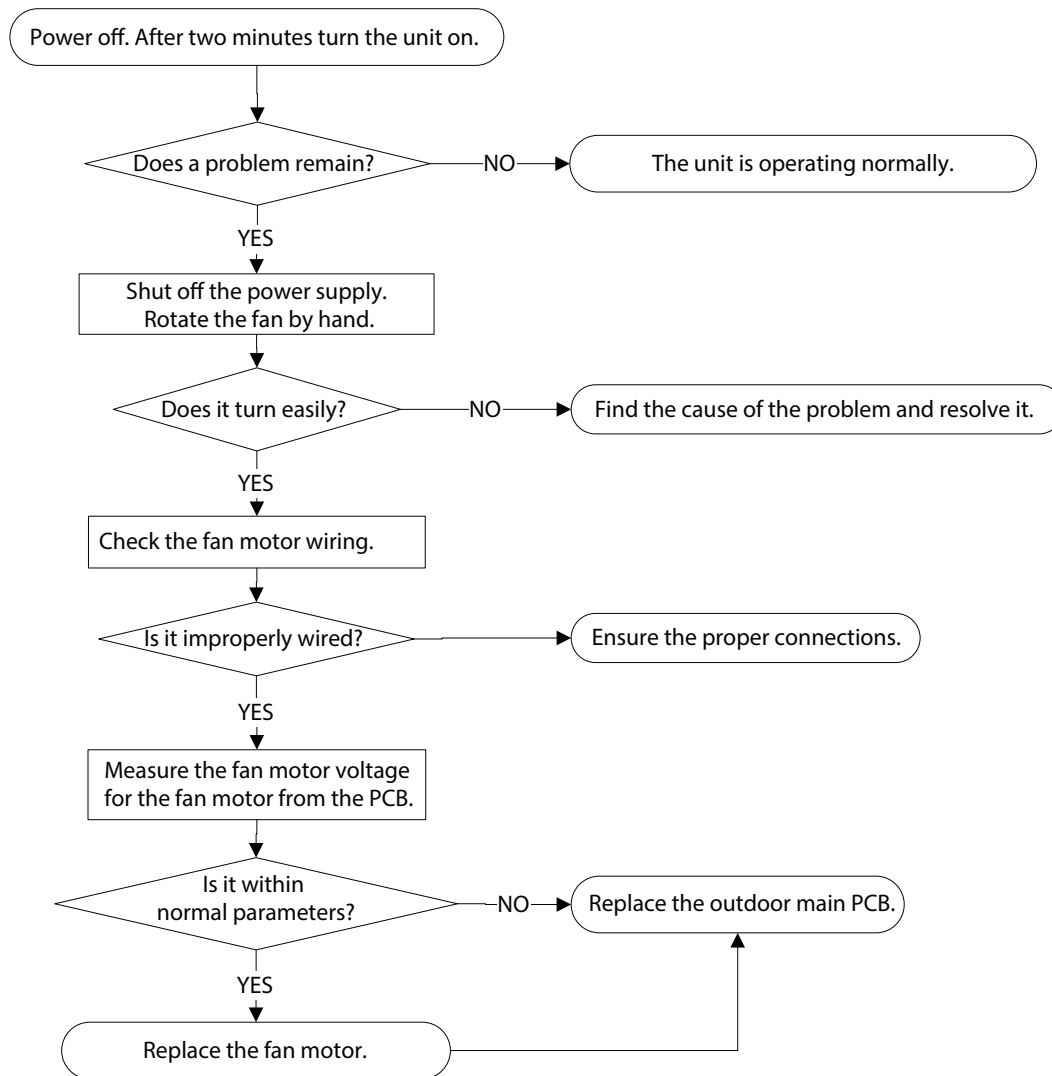 Power off. After two minutes turn the unit on.
Does a problem remain?
NO
The unit is operating normally.
YES
Shut off the power supply.
Rotate the fan by hand.
Does it turn easily?
NO
Find the cause of the problem and resolve it.
YES
Check the fan motor wiring.
Is it improperly wired?
Ensure the proper connections.
YES
Measure the fan motor voltage
for the fan motor from the PCB.
Is it within
normal parameters?
NO
Replace the outdoor main PCB.
YES
Replace the fan motor.